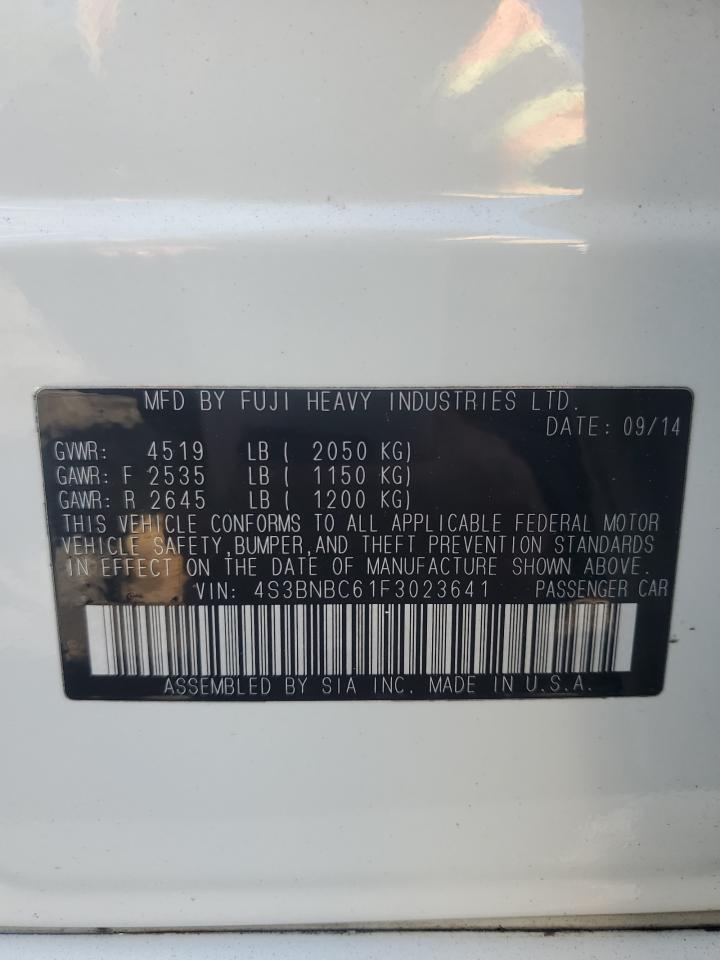 MFD BY FUJI HEAVY INDUSTRIES LTD.
DATE: 09/14
GVWR: 4519 LB ( 2050 KG)
GAWR: F 2535 LB ( 1150 KG)
GAWR: R 2645 LB ( 1200 KG)
THIS VEHICLE CONFORMS TO ALL APPLICABLE FEDERAL MOTOR
VEHICLE SAFETY,BUMPER,AND THEFT PREVENTION STANDARDS
IN EFFECT ON THE DATE OF MANUFACTURE SHOWN ABOVE.
VIN: 4S3BNBC61F3023641 PASSENGER CAR
ASSEMBLED BY SIA INC. MADE IN U.S.A.